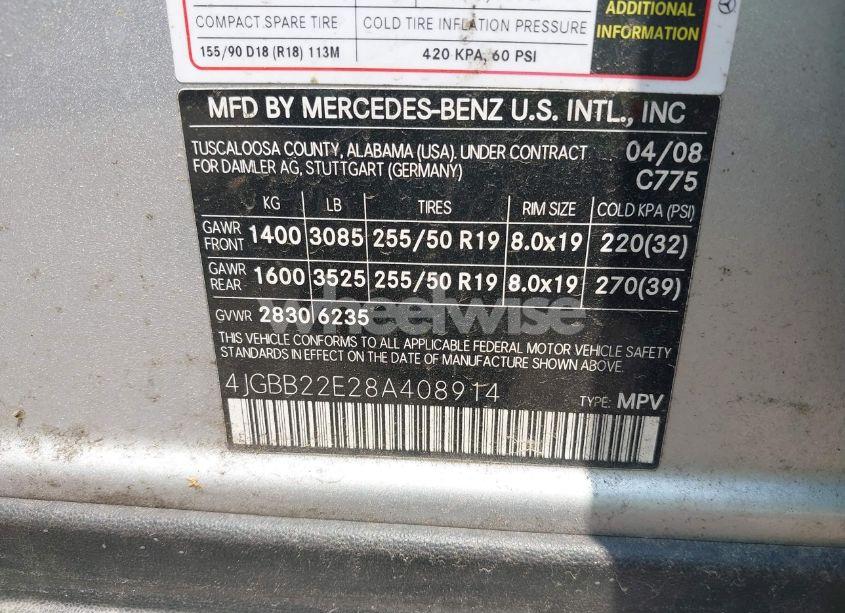 COMPACT SPARE TIRE COLD TIRE INFLATION PRESSURE
155/90 D18 (R18) 113M 420 KPA, 60 PSI
ADDITIONAL
INFORMATION
MFD BY MERCEDES-BENZ U.S. INTL., INC
TUSCALOOSA COUNTY, ALABAMA (USA). UNDER CONTRACT 04/08
FOR DAIMLER AG, STUTTGART (GERMANY) C775
KG LB TIRES RIM SIZE COLD KPA (PSI)
GAWR FRONT 1400 3085 255/50 R19 8.0x19 220(32)
GAWR REAR 1600 3525 255/50 R19 8.0x19 270(39)
wheelwise
GVWR 2830 6235
THIS VEHICLE CONFORMS TO ALL APPLICABLE FEDERAL MOTOR VEHICLE SAFETY
STANDARDS IN EFFECT ON THE DATE OF MANUFACTURE SHOWN ABOVE.
4JGBB22E28A408914 TYPE: MPV